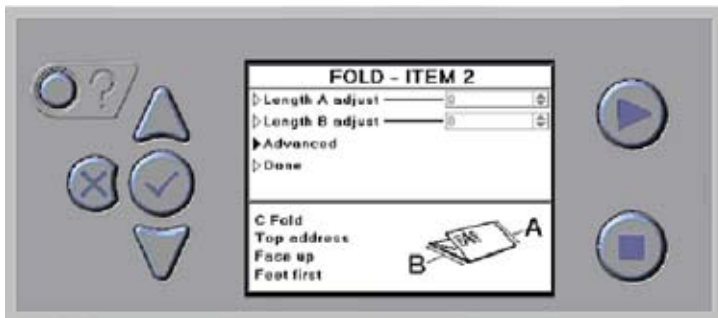 ?
FOLD - ITEM 2
Length A adjust 0
Length B adjust 0
Advanced
Done
C Fold
Top address
Face up
Feet first
A
B